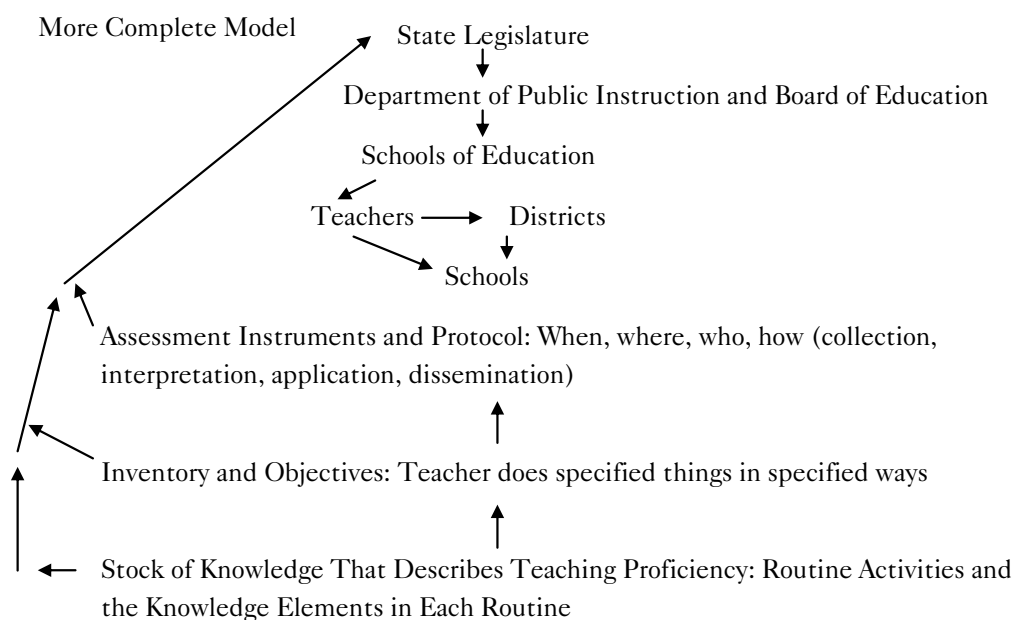 More Complete Model
State Legislature
Department of Public Instruction and Board of Education
Schools of Education
Teachers
Districts
Schools
Assessment Instruments and Protocol: When, where, who, how (collection,
interpretation, application, dissemination)
Inventory and Objectives: Teacher does specified things in specified ways
Stock of Knowledge That Describes Teaching Proficiency: Routine Activities and
the Knowledge Elements in Each Routine